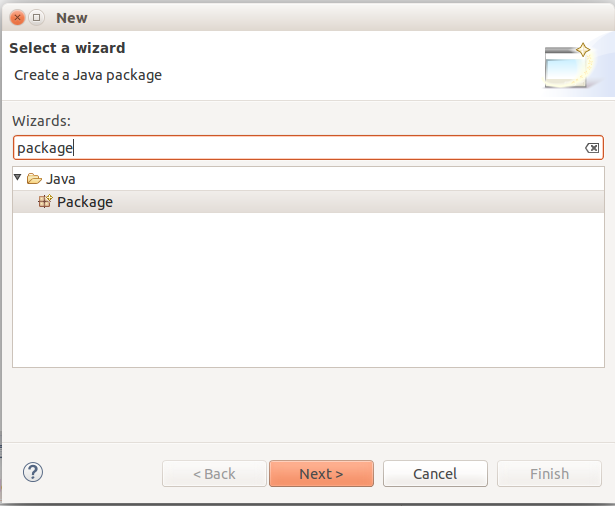 New
Select a wizard
Create a Java package
Wizards:
package
Java
Package
? < Back Next > Cancel Finish